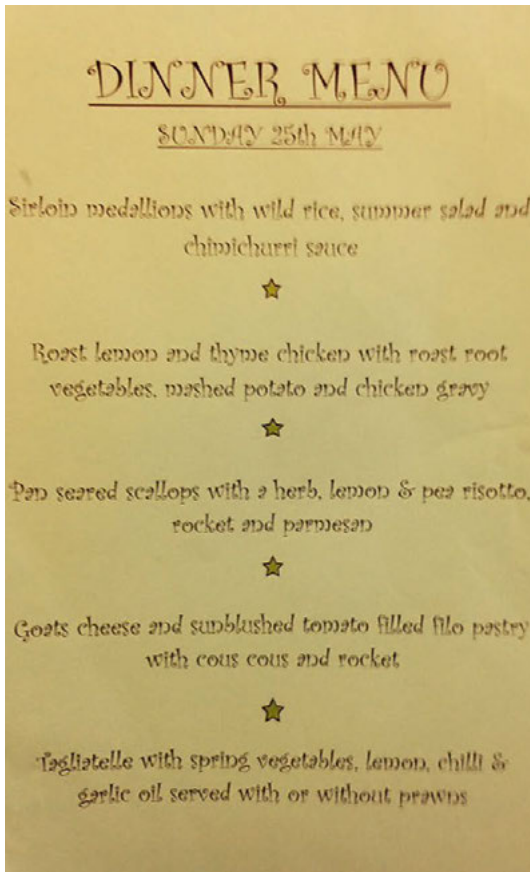 DINNER MENU
SUNDAY 25th MAY
Sirloin medallions with wild rice, summer salad and
chimichurri sauce
Roast lemon and thyme chicken with roast root
vegetables, mashed potato and chicken gravy
Pan seared scallops with a herb, lemon & pea risotto,
rocket and parmesan
Goats cheese and sunblushed tomato filled filo pastry
with cous cous and rocket
Tagliatelle with spring vegetables, lemon, chilli &
garlic oil served with or without prawns